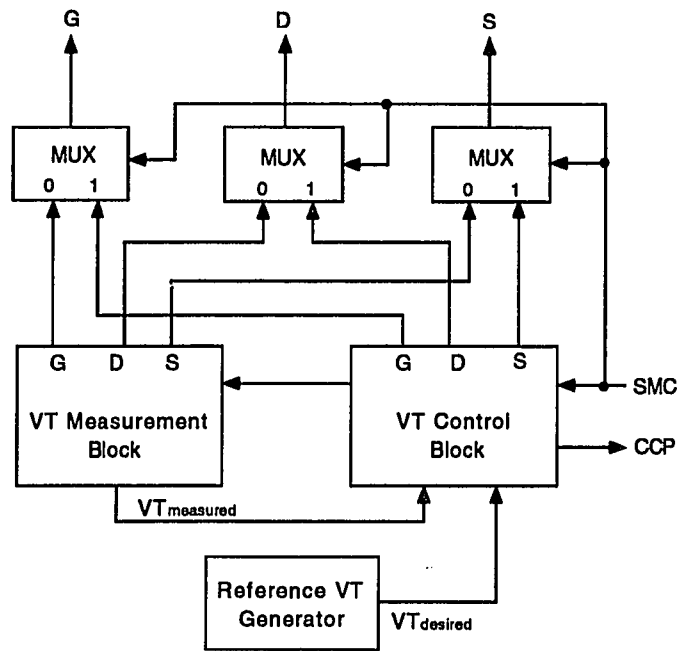 G D S
MUX MUX MUX
0 1 0 1 0 1
G D S G D S
SMC
VT Measurement
Block
VT Control
Block
CCP
VTmeasured
Reference VT
Generator
VTdesired